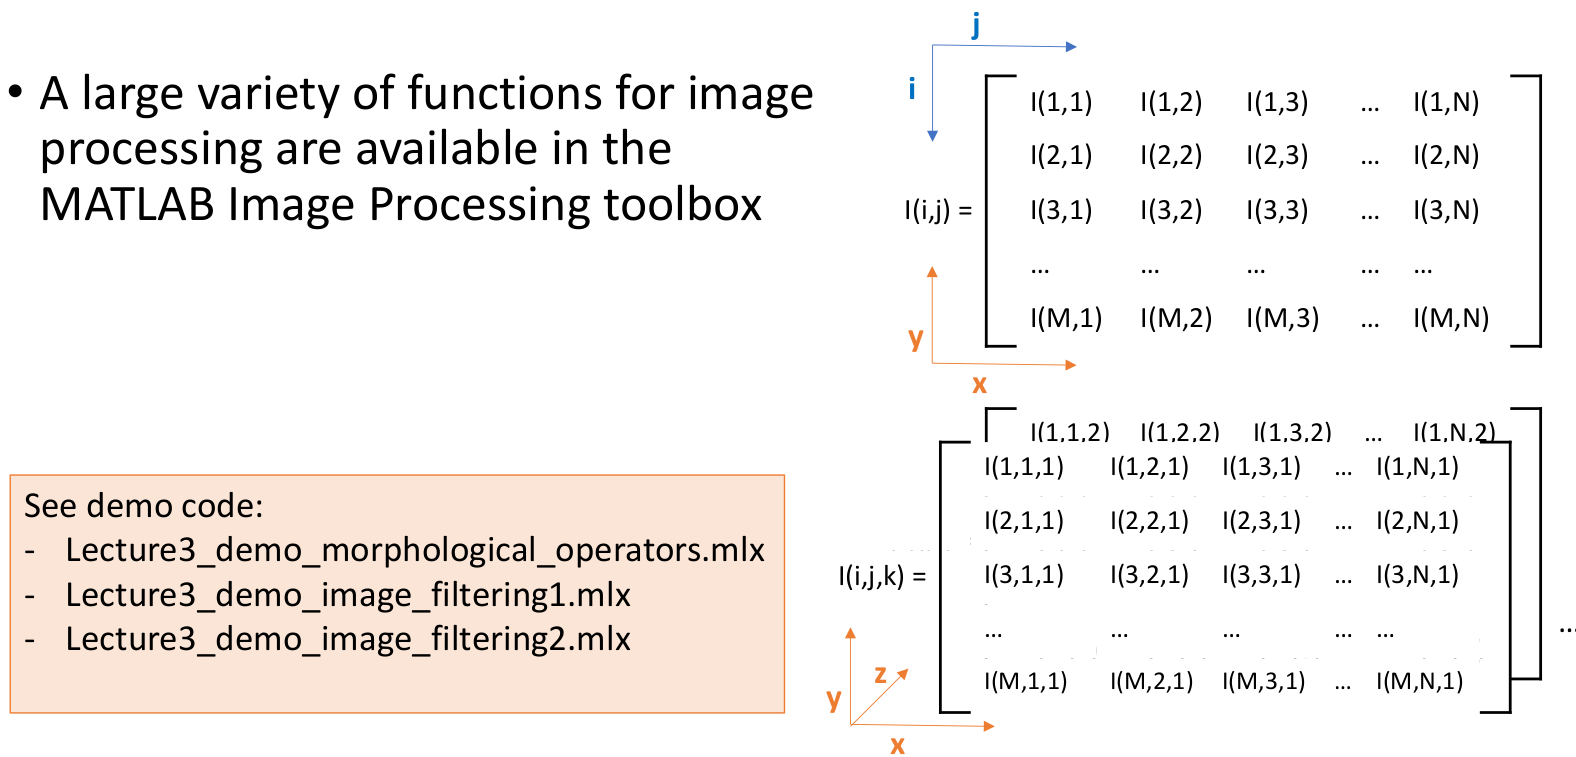 • A large variety of functions for image
processing are available in the
MATLAB Image Processing toolbox
See demo code:
- Lecture3_demo_morphological_operators.mlx
- Lecture3_demo_image_filtering1.mlx
- Lecture3_demo_image_filtering2.mlx
j
i
I(1,1) I(1,2) I(1,3) ... I(1,N)
I(2,1) I(2,2) I(2,3) ... I(2,N)
I(i,j) = I(3,1) I(3,2) I(3,3) ... I(3,N)
... ... ... ... ...
I(M,1) I(M,2) I(M,3) ... I(M,N)
y
x
I(1,1,2) I(1,2,2) I(1,3,2) ... I(1,N,2)
I(1,1,1) I(1,2,1) I(1,3,1) ... I(1,N,1)
I(2,1,1) I(2,2,1) I(2,3,1) ... I(2,N,1)
I(i,j,k) = I(3,1,1) I(3,2,1) I(3,3,1) ... I(3,N,1)
... ... ... ... ... ...
I(M,1,1) I(M,2,1) I(M,3,1) ... I(M,N,1)
z
y
x